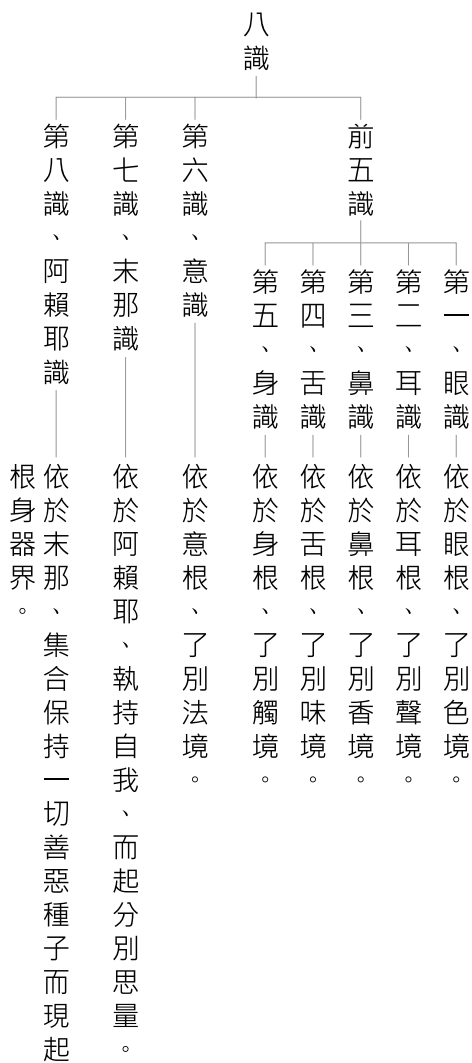 八識
前五識
第一、眼識
依於眼根、了別色境。
第二、耳識
依於耳根、了別聲境。
第三、鼻識
依於鼻根、了別香境。
第四、舌識
依於舌根、了別味境。
第五、身識
依於身根、了別觸境。
第六識、意識
依於意根、了別法境。
第七識、末那識
依於阿賴耶、執持自我、而起分別思量。
第八識、阿賴耶識
依於末那、集合保持一切善惡種子而現起
根身器界。